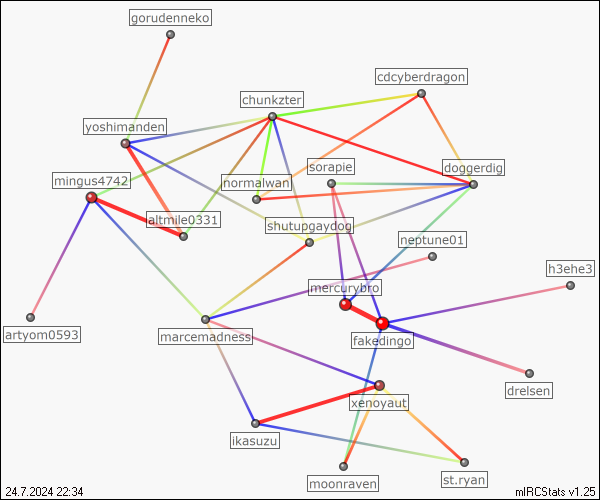 gorudenneko
cdcyberdragon
chunkzter
yoshimanden
sorapie
doggerdig
mingus4742
normalwan
altmile0331
shutupgaydog
neptune01
h3ehe3
mercurybro
artyom0593
marcemadness
fakedingo
drelsen
xenoyaut
ikasuzu
moonraven
st.ryan
24.7.2024 22:34
mIRCStats v1.25